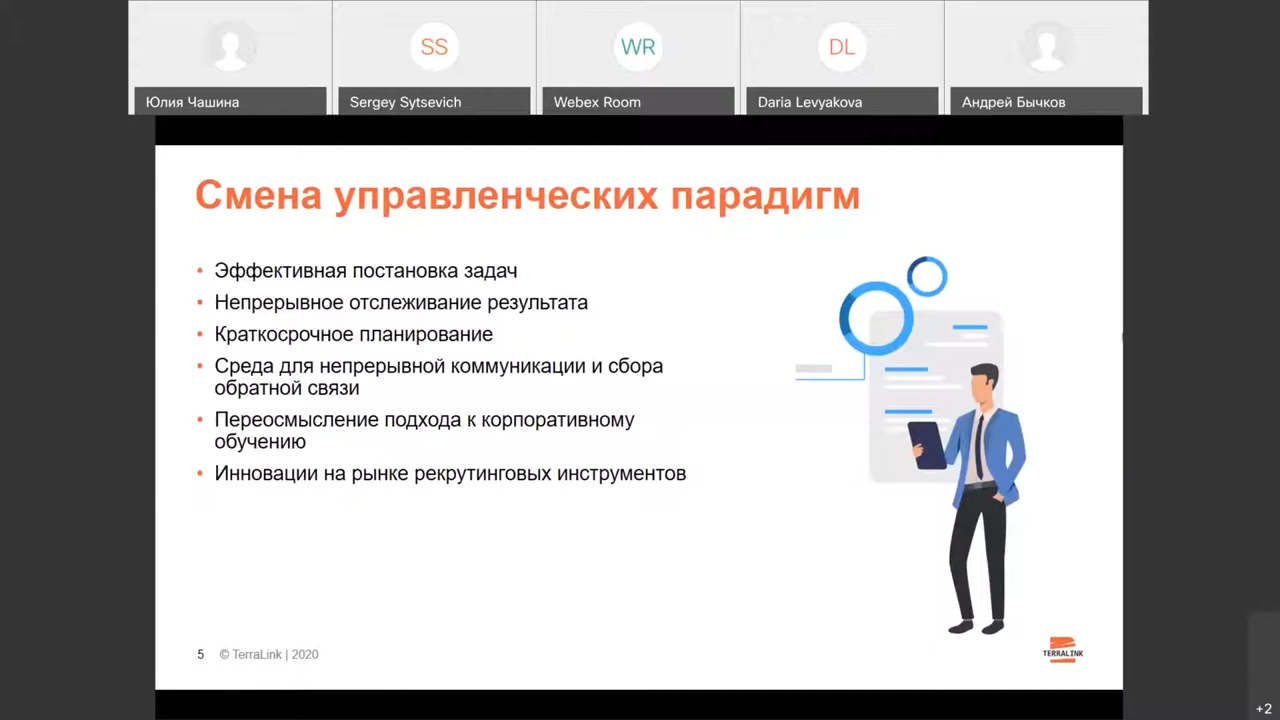 SS
WR
DL
Юлия Чашина
Sergey Sytsevich
Webex Room
Daria Levyakova
Андрей Бычков
Смена управленческих парадигм
• Эффективная постановка задач
• Непрерывное отслеживание результата
• Краткосрочное планирование
• Среда для непрерывной коммуникации и сбора
обратной связи
• Переосмысление подхода к корпоративному
обучению
• Инновации на рынке рекрутинговых инструментов
5 © TerraLink | 2020
TERRALINK
+2